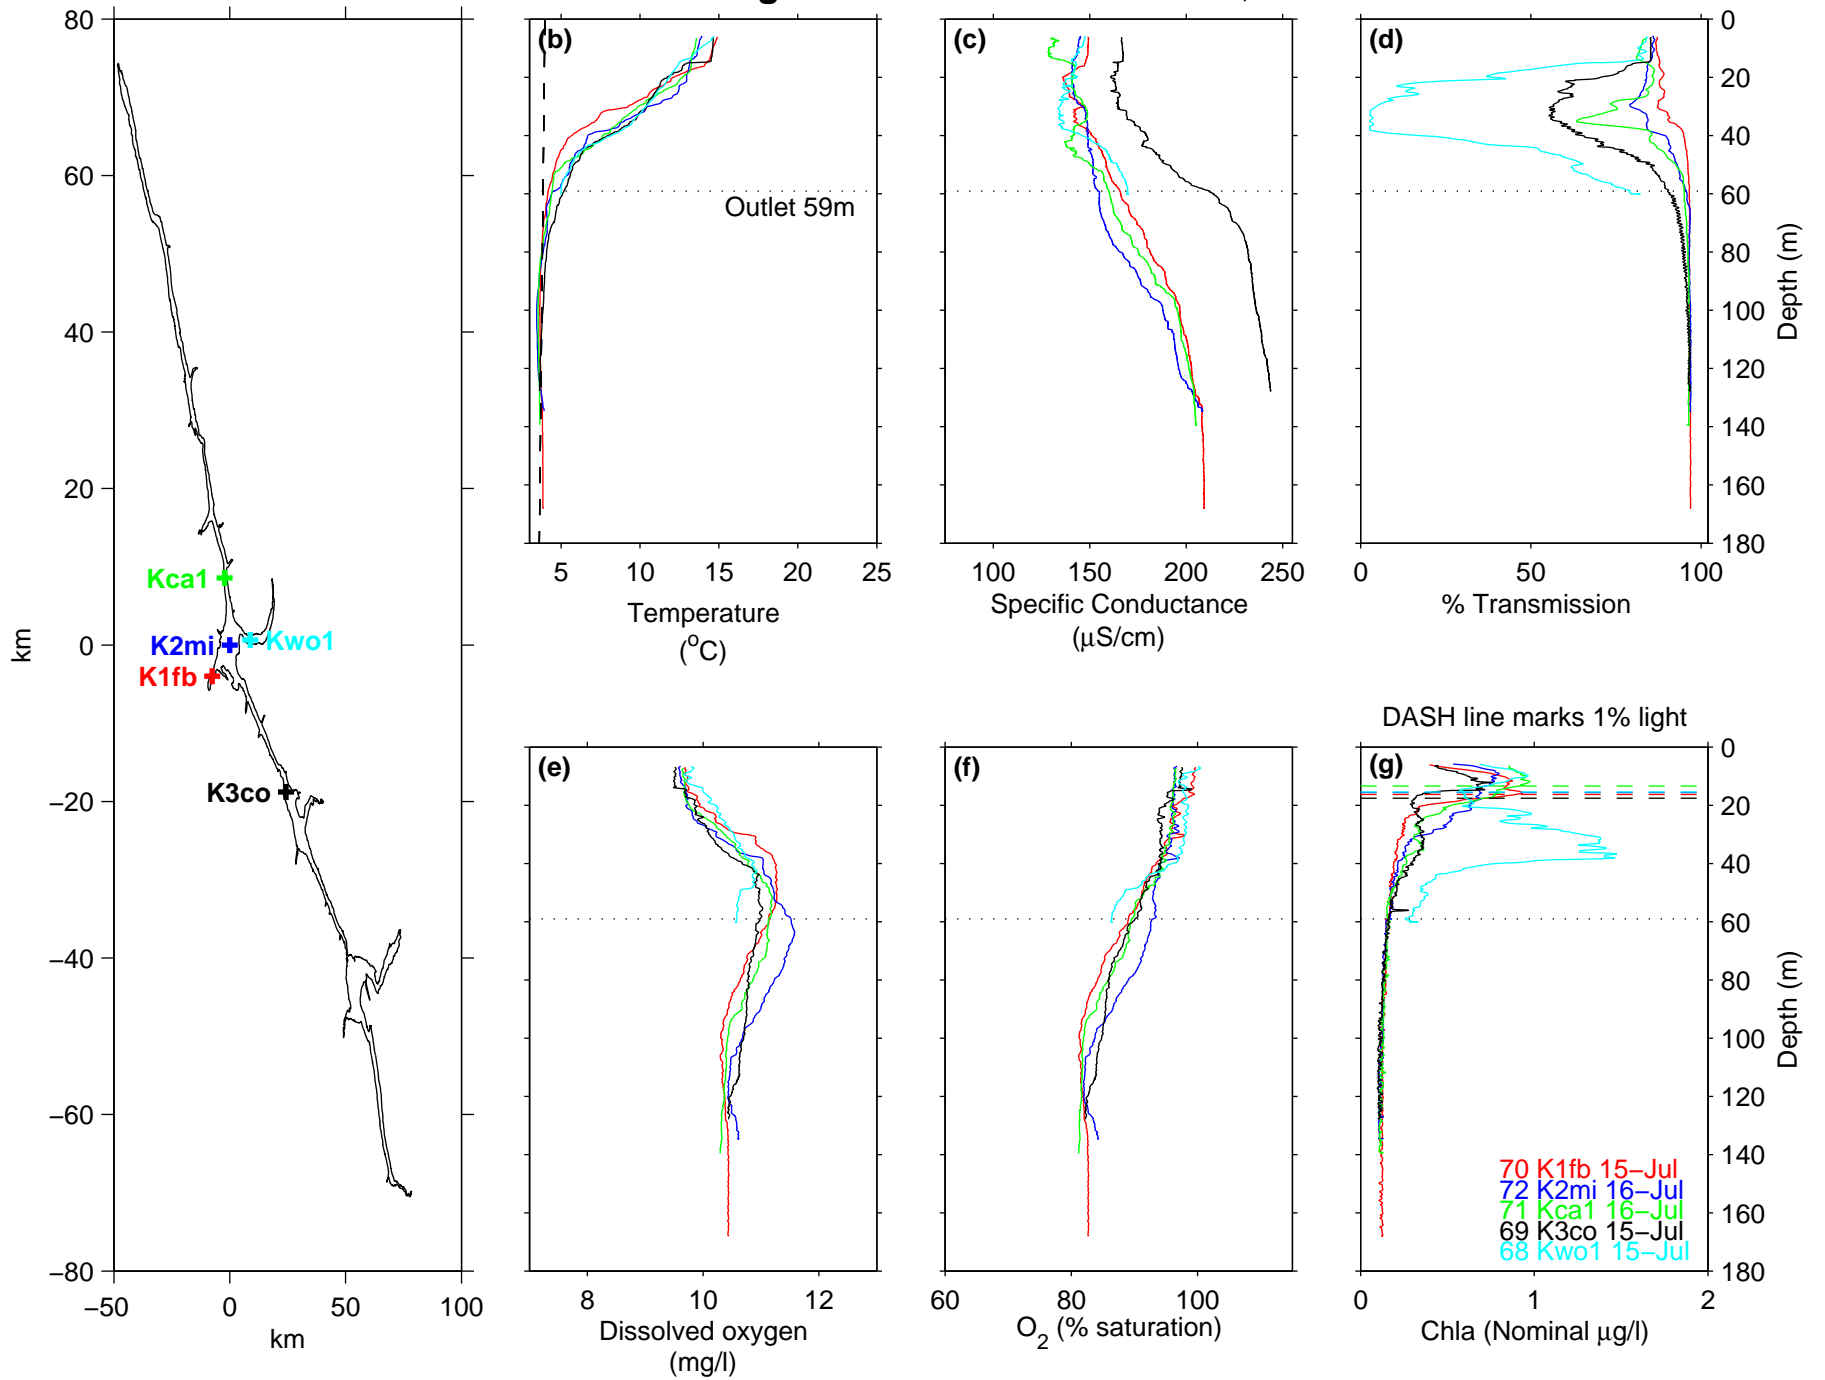 80
60
40
20
0
−20
−40
−60
−80
km
−50
0
50
100
km
Kca1
K2mi
Kwo1
K1fb
K3co
(b)
Outlet 59m
5
10
15
20
25
Temperature
(°C)
(c)
100
150
200
250
Specific Conductance
(μS/cm)
(d)
0
50
100
% Transmission
0
20
40
60
80
100
120
140
160
180
Depth (m)
(e)
8
10
12
Dissolved oxygen
(mg/l)
(f)
60
80
100
O2 (% saturation)
DASH line marks 1% light
(g)
70 K1fb 15−Jul
72 K2mi 16−Jul
71 Kca1 16−Jul
69 K3co 15−Jul
68 Kwo1 15−Jul
0
1
2
Chla (Nominal μg/l)
0
20
40
60
80
100
120
140
160
180
Depth (m)